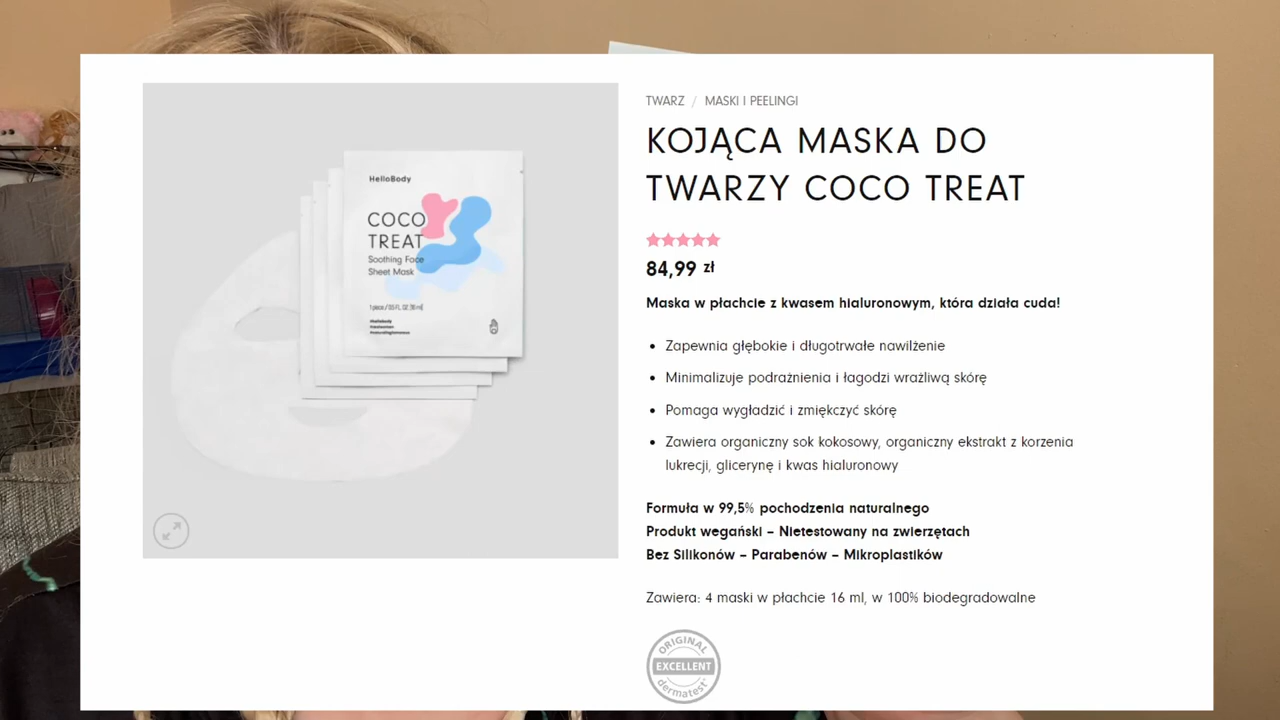 TWARZ / MASKI I PEELINGI
KOJĄCA MASKA DO
TWARZY COCO TREAT
84,99 zł
Maska w płachcie z kwasem hialuronowym, która działa cuda!
• Zapewnia głębokie i długotrwałe nawilżenie
• Minimalizuje podrażnienia i łagodzi wrażliwą skórę
• Pomaga wygładzić i zmiękczyć skórę
• Zawiera organiczny sok kokosowy, organiczny ekstrakt z korzenia
lukrecji, glicerynę i kwas hialuronowy
Formuła w 99,5% pochodzenia naturalnego
Produkt wegański – Nietestowany na zwierzętach
Bez Silikonów – Parabenów – Mikroplastików
Zawiera: 4 maski w płachcie 16 ml, w 100% biodegradowalne
ORIGINAL
EXCELLENT
dermatest
HelloBody
COCO
TREAT
Soothing Face
Sheet Mask